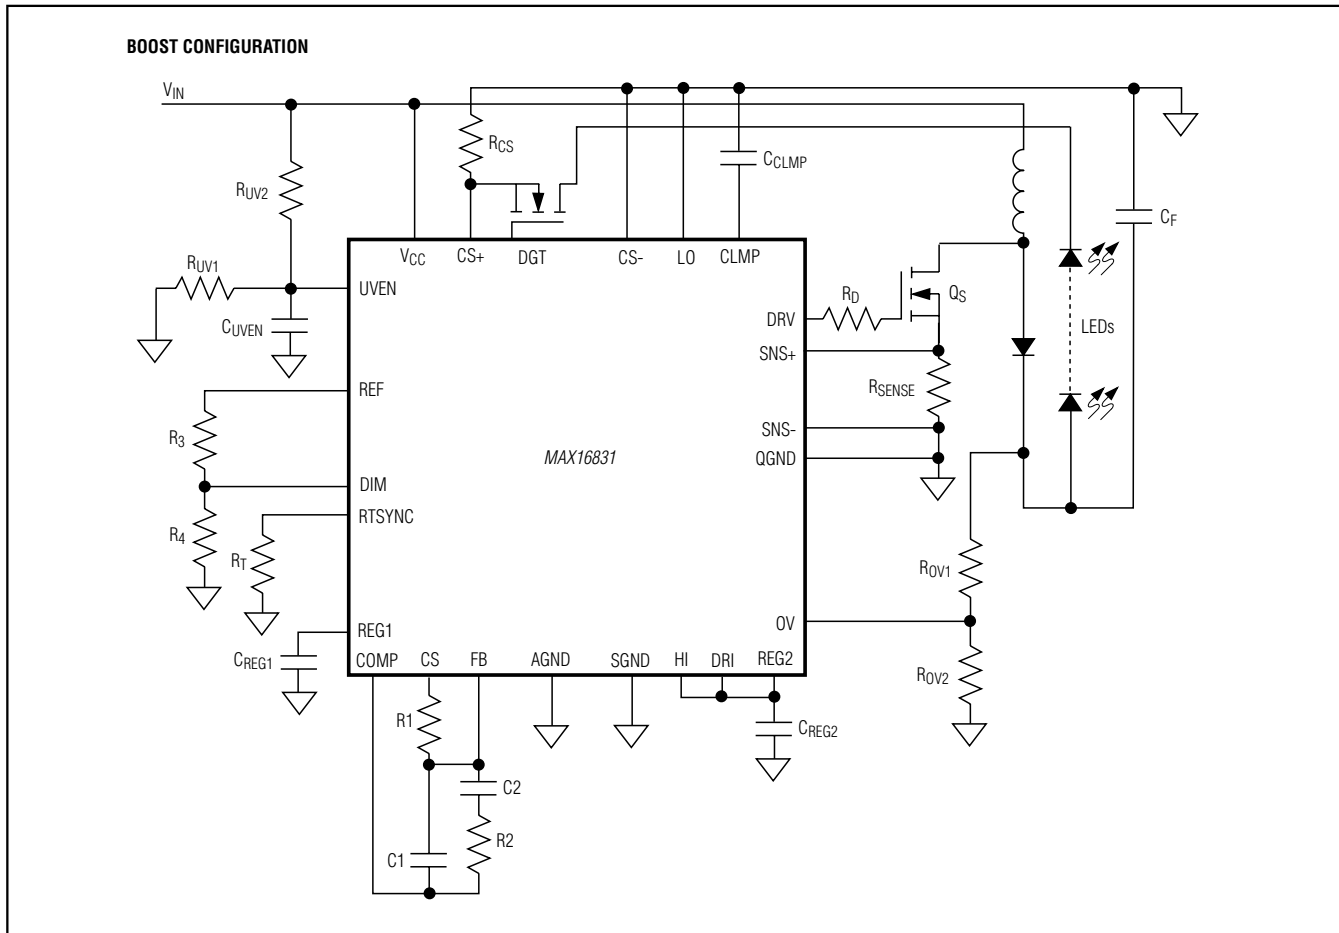 BOOST CONFIGURATION
VIN
RCS
CCLMP
RUV2
CF
VCC CS+ DGT CS- LO CLMP
RUV1
UVEN
CUVEN
DRV
RD
QS
LEDs
SNS+
REF
RSENSE
R3
SNS-
MAX16831
QGND
DIM
RTSYNC
R4
RT
ROV1
OV
REG1
CREG1
COMP CS FB AGND SGND HI DRI REG2
ROV2
R1
CREG2
C2
R2
C1